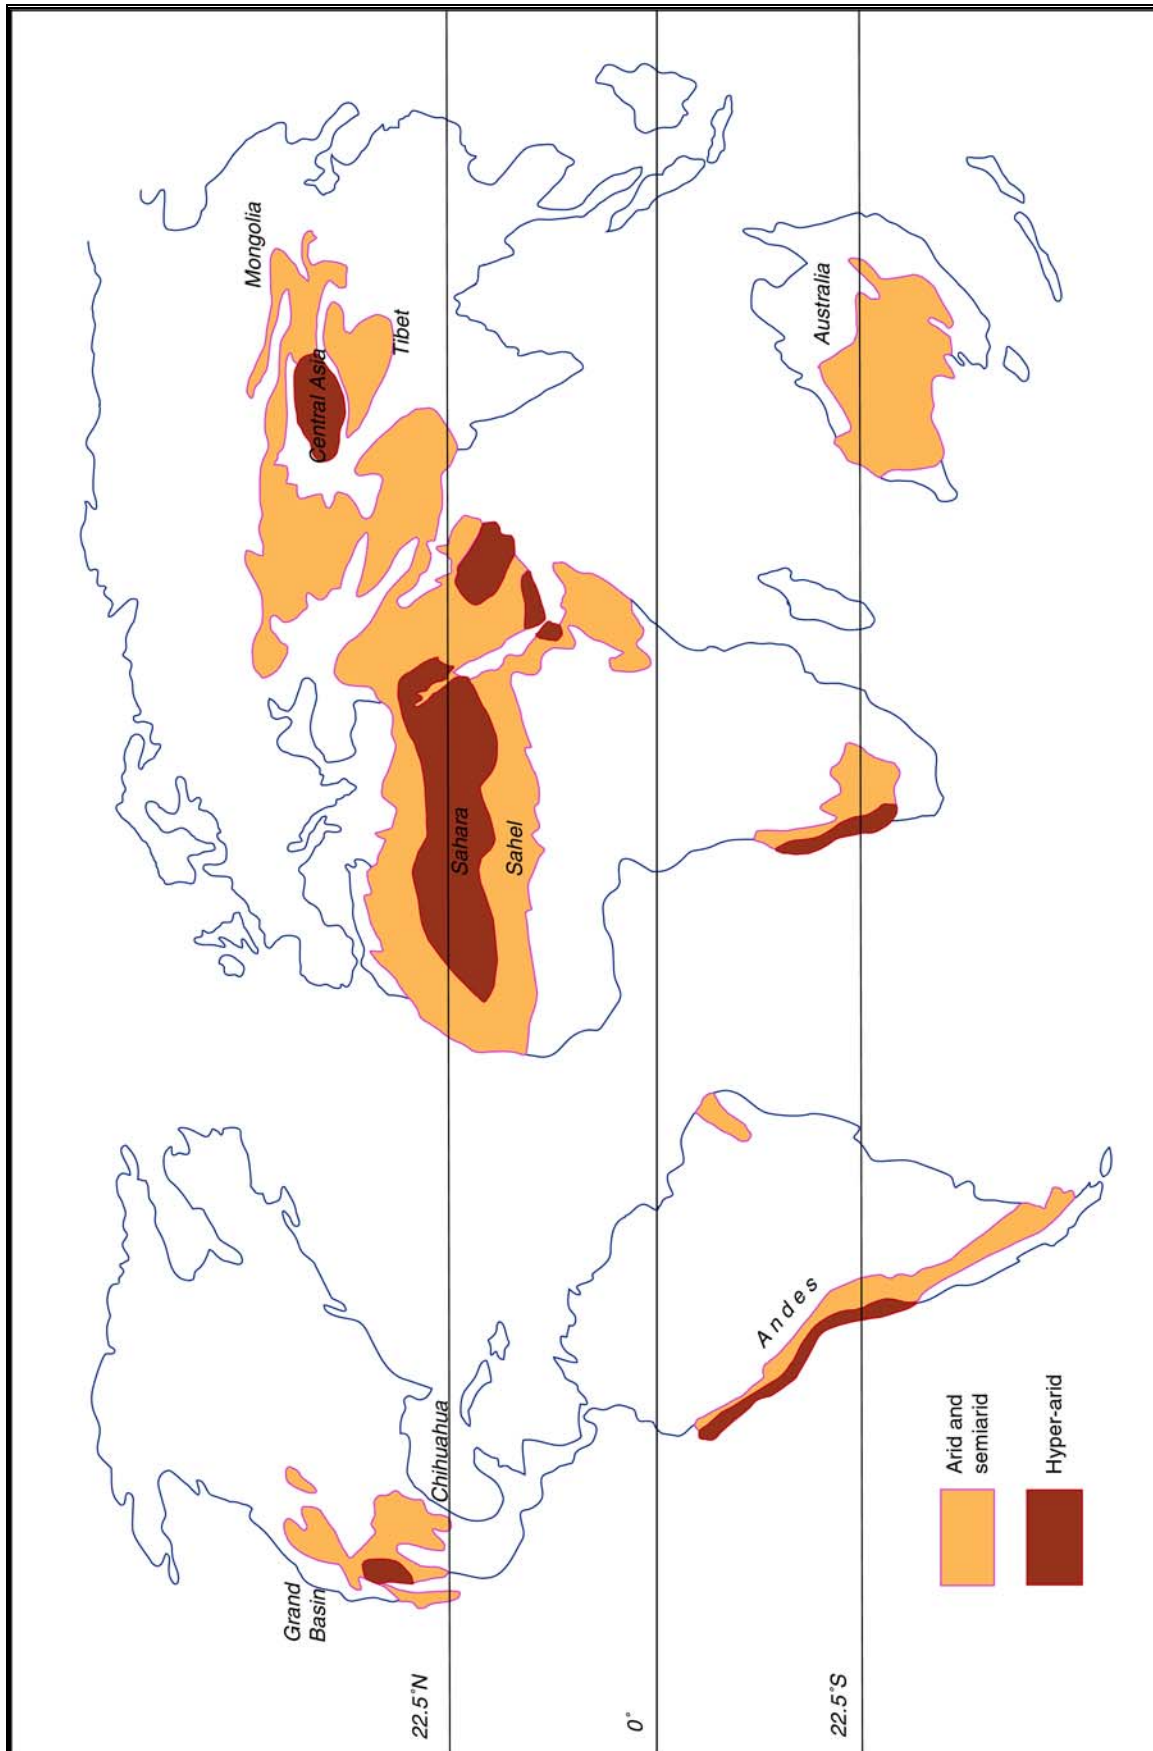 Grand
Basin
Chihuahua
Andes
Sahara
Sahel
Central Asia
Mongolia
Tibet
Australia
22.5°N
0°
22.5°S
Arid and
semiarid
Hyper-arid